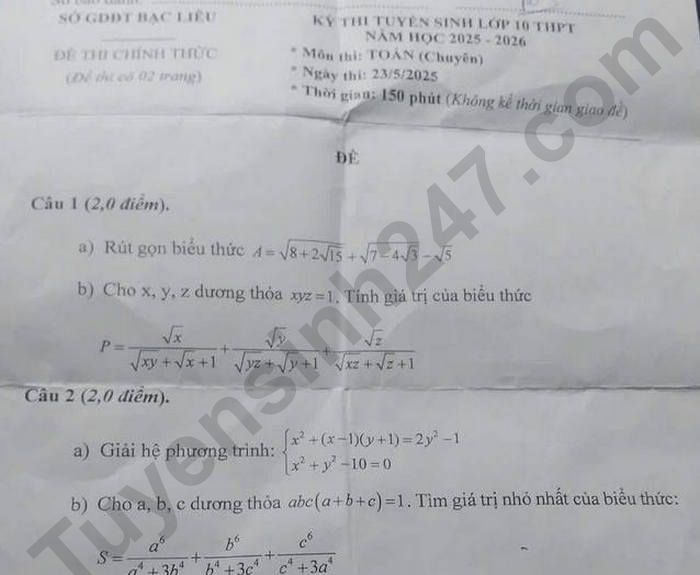 SỞ GDĐT BẠC LIÊU
KỲ THI TUYỂN SINH LỚP 10 THPT
NĂM HỌC 2025 - 2026
ĐỀ THI CHÍNH THỨC
(Đề thi có 02 trang)
* Môn thi: TOÁN (Chuyên)
* Ngày thi: 23/5/2025
* Thời gian: 150 phút (Không kể thời gian giao đề)
ĐỀ
Câu 1 (2,0 điểm).
a) Rút gọn biểu thức A = √(8+2√15) + √(7−4√3) − √5
b) Cho x, y, z dương thỏa xyz = 1. Tính giá trị của biểu thức
P = √x/(√xy + √x + 1) + √y/(√yz + √y + 1) + √z/(√xz + √z + 1)
Câu 2 (2,0 điểm).
a) Giải hệ phương trình: { x² + (x−1)(y+1) = 2y² − 1
x² + y² − 10 = 0
b) Cho a, b, c dương thỏa abc(a+b+c) = 1. Tìm giá trị nhỏ nhất của biểu thức:
S = a⁶/(a⁴ + 3b⁴) + b⁶/(b⁴ + 3c⁴) + c⁶/(c⁴ + 3a⁴)
Tuyensinh247.com